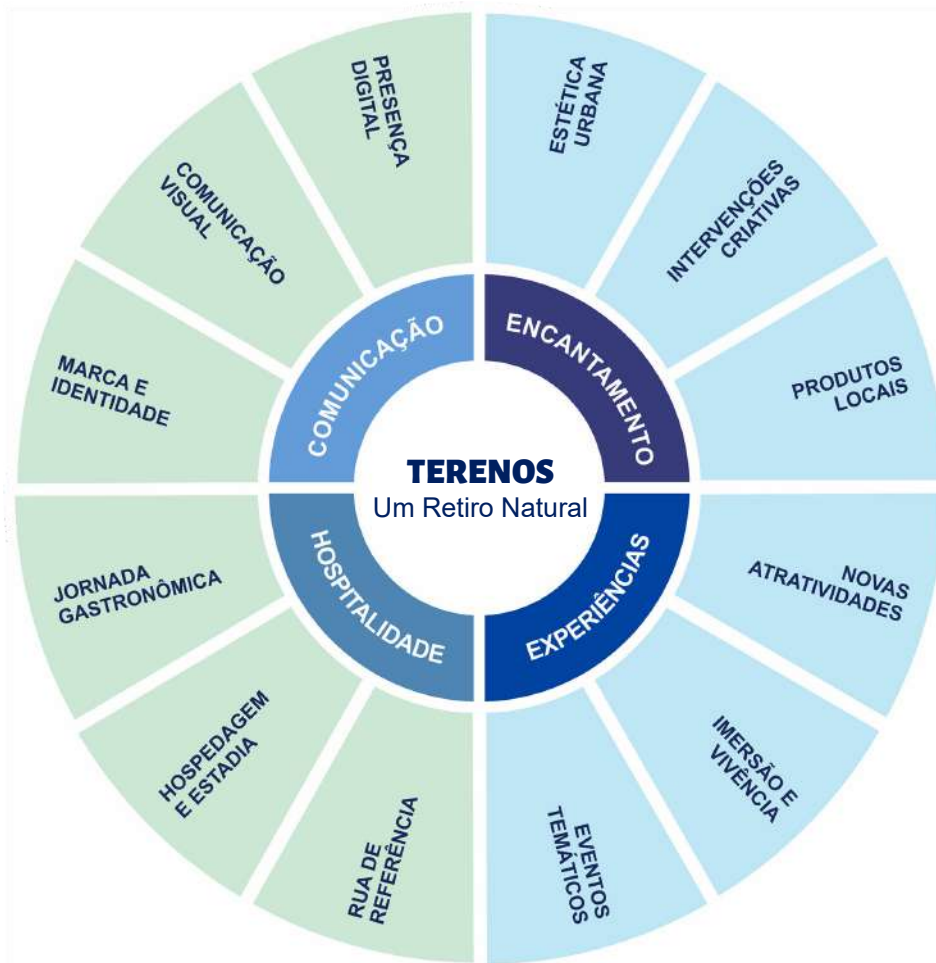 TERENOS
Um Retiro Natural
ENCANTAMENTO
ESTÉTICA
URBANA
INTERVENÇÕES
CRIATIVAS
PRODUTOS
LOCAIS
EXPERIÊNCIAS
NOVAS
ATRATIVIDADES
IMERSÃO E
VIVÊNCIA
EVENTOS
TEMÁTICOS
HOSPITALIDADE
RUA DE
REFERÊNCIA
HOSPEDAGEM
E ESTADIA
JORNADA
GASTRONÔMICA
COMUNICAÇÃO
MARCA E
IDENTIDADE
COMUNICAÇÃO
VISUAL
PRESENÇA
DIGITAL